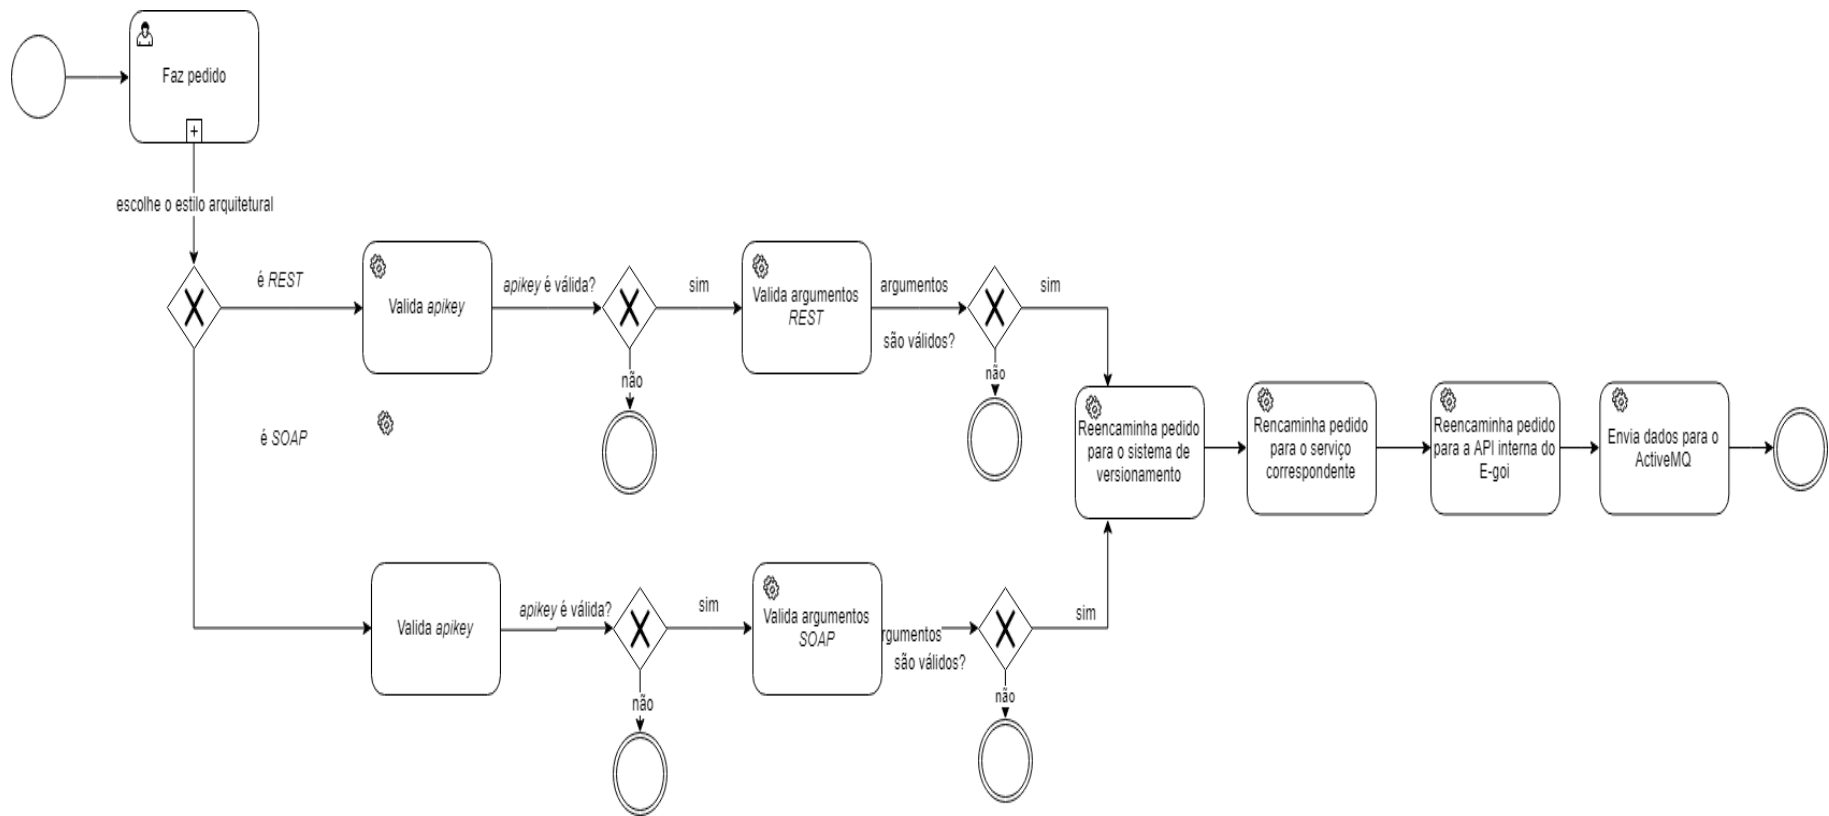 Faz pedido
+
escolhe o estilo arquitetural
é REST
Valida apikey
apikey é válida?
sim
não
Valida argumentos
REST
argumentos
são válidos?
sim
não
é SOAP
Valida apikey
apikey é válida?
sim
não
Valida argumentos
SOAP
rgumentos
são válidos?
sim
não
Reencaminha pedido
para o sistema de
versionamento
Rencaminha pedido
para o serviço
correspondente
Reencaminha pedido
para a API interna do
E-goi
Envia dados para o
ActiveMQ